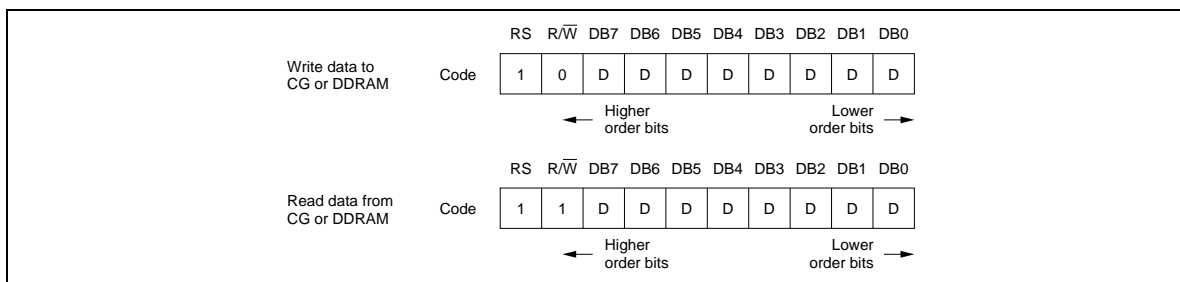 RS R/W̅ DB7 DB6 DB5 DB4 DB3 DB2 DB1 DB0
Write data to
CG or DDRAM
Code 1 0 D D D D D D D D
Higher
order bits
Lower
order bits
RS R/W̅ DB7 DB6 DB5 DB4 DB3 DB2 DB1 DB0
Read data from
CG or DDRAM
Code 1 1 D D D D D D D D
Higher
order bits
Lower
order bits